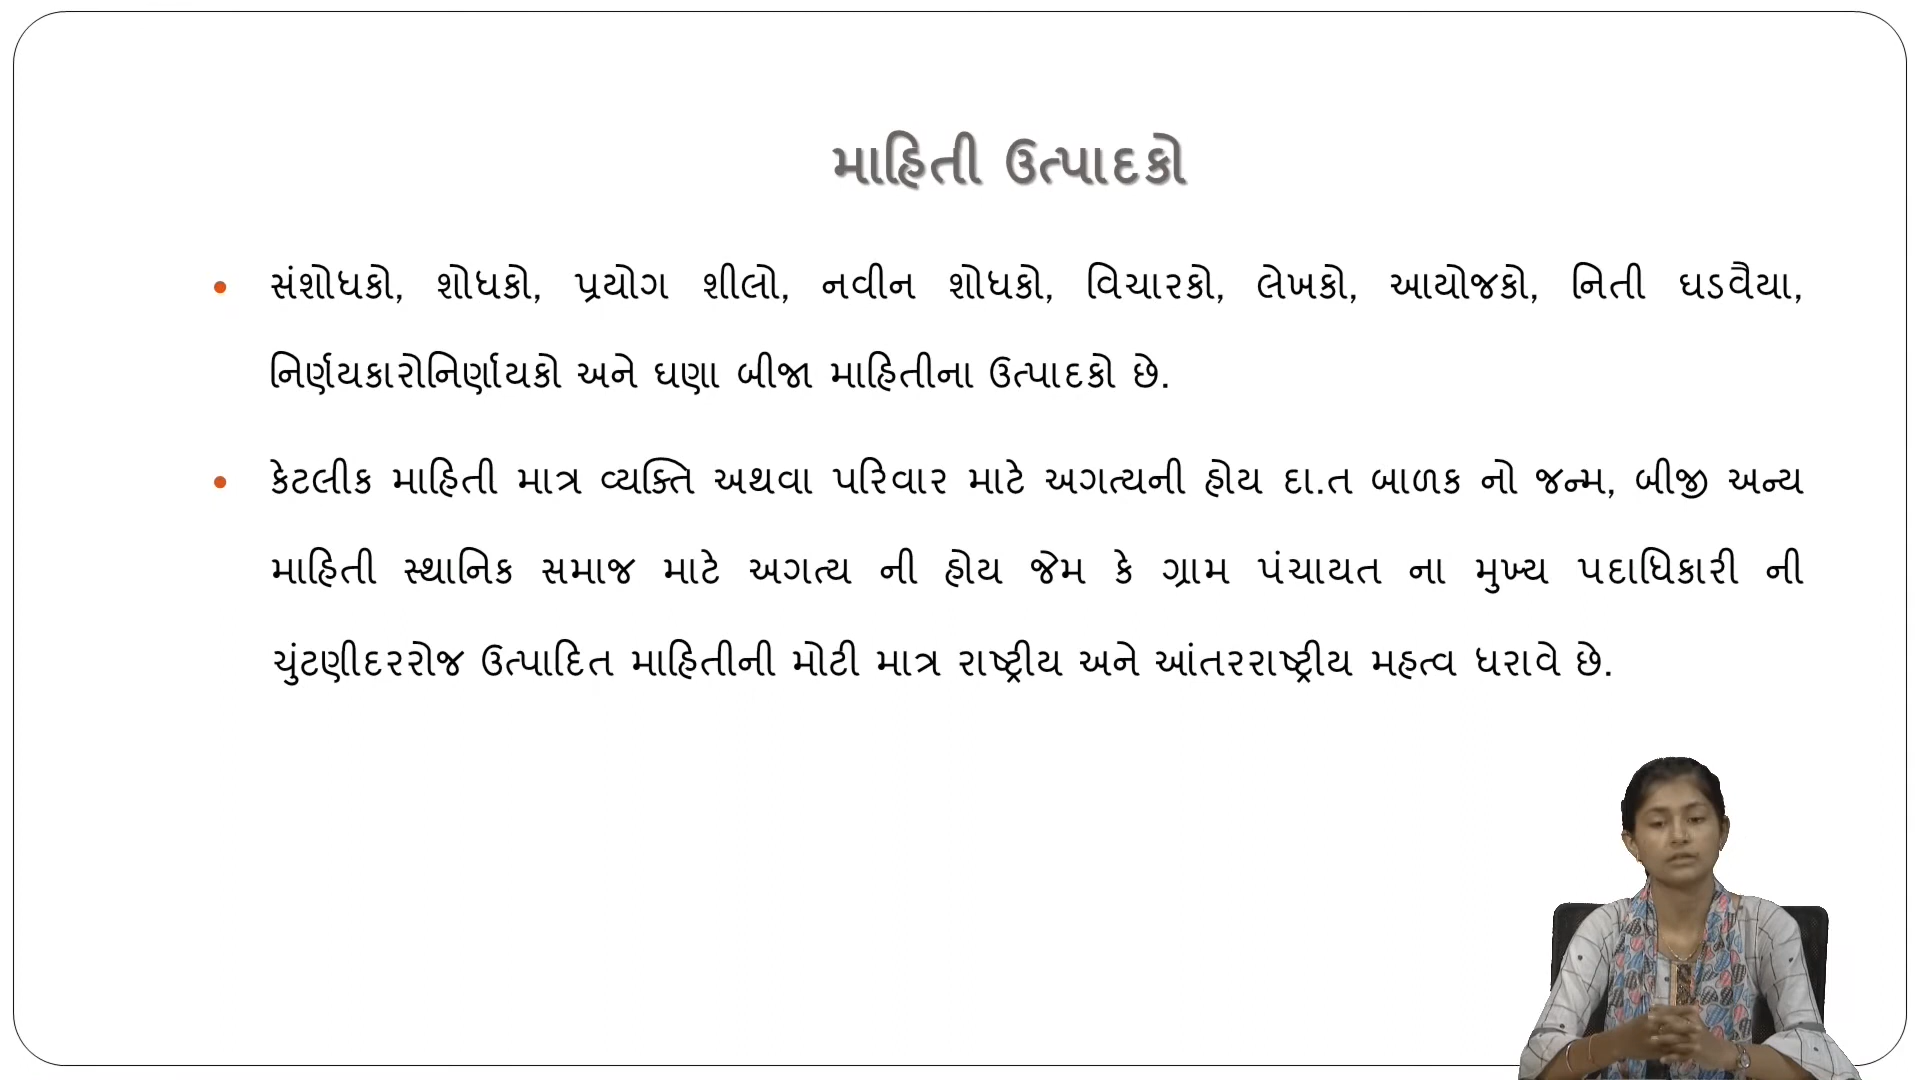 માહિતી ઉત્પાદકો
• સંશોધકો, શોધકો, પ્રયોગ શીલો, નવીન શોધકો, વિચારકો, લેખકો, આયોજકો, નિતી ઘડવૈયા,
નિર્ણયકારોનિર્ણાયકો અને ઘણા બીજા માહિતીના ઉત્પાદકો છે.
• કેટલીક માહિતી માત્ર વ્યક્તિ અથવા પરિવાર માટે અગત્યની હોય દા.ત બાળક નો જન્મ, બીજી અન્ય
માહિતી સ્થાનિક સમાજ માટે અગત્ય ની હોય જેમ કે ગ્રામ પંચાયત ના મુખ્ય પદાધિકારી ની
ચુંટણીદરરોજ ઉત્પાદિત માહિતીની મોટી માત્ર રાષ્ટ્રીય અને આંતરરાષ્ટ્રીય મહત્વ ધરાવે છે.